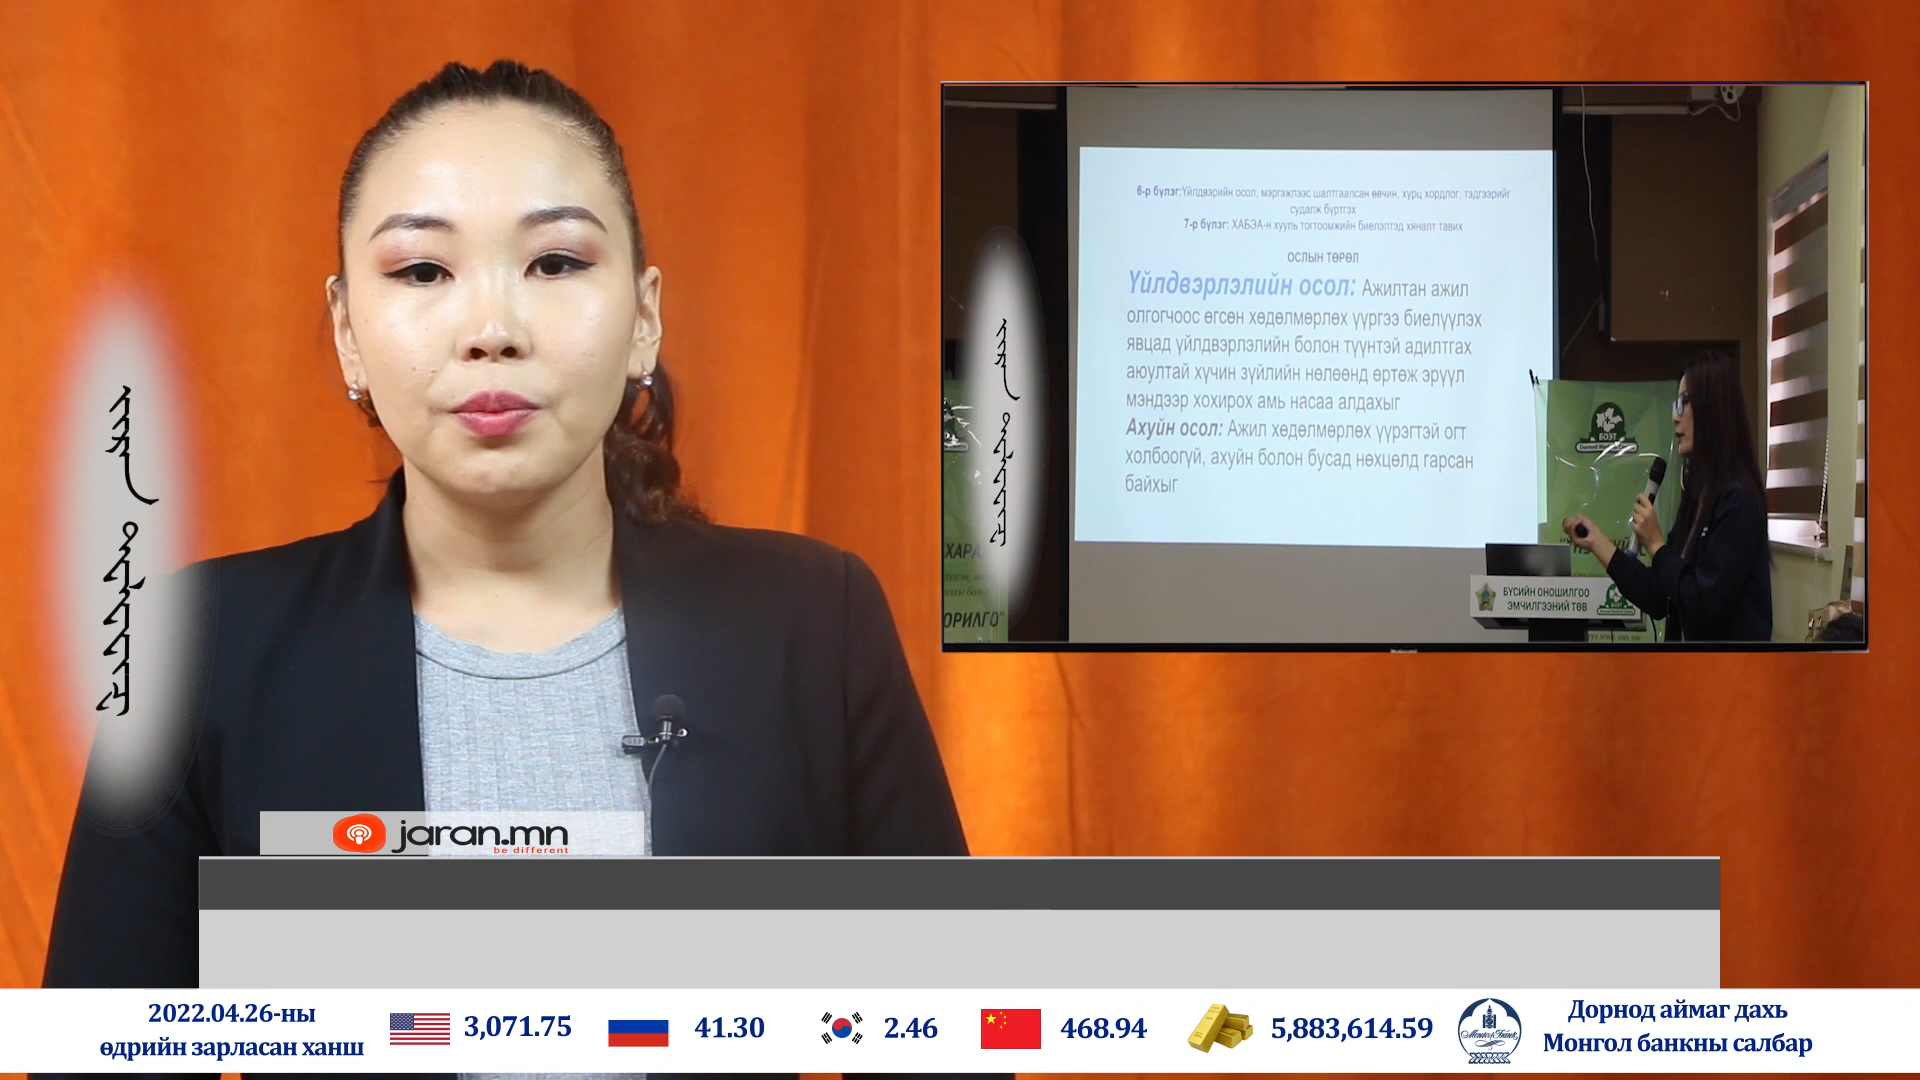 6-р бүлэг:Үйлдвэрийн осол, мэргэжлээс шалтгаалсан өвчин, хурц хордлог, тэдгээрийг
судалж бүртгэх
7-р бүлэг: ХАБЭА-н хууль тогтоомжийн биелэлтэд хяналт тавих
ОСЛЫН ТӨРӨЛ
Үйлдвэрлэлийн осол: Ажилтан ажил
олгогчоос өгсөн хөдөлмөрлөх үүргээ биелүүлэх
явцад үйлдвэрлэлийн болон түүнтэй адилтгах
аюултай хүчин зүйлийн нөлөөнд өртөж эрүүл
мэндээр хохирох амь насаа алдахыг
Ахуйн осол: Ажил хөдөлмөрлөх үүрэгтэй огт
холбоогүй, ахуйн болон бусад нөхцөлд гарсан
байхыг
БОЭТ
БҮСИЙН ОНОШИЛГОО
ЭМЧИЛГЭЭНИЙ ТӨВ
БОЭТ
ОРИЛГО"
jaran.mn
be different
2022.04.26-ны
өдрийн зарласан ханш
3,071.75
41.30
2.46
468.94
5,883,614.59
МонголБанк
Дорнод аймаг дахь
Монгол банкны салбар